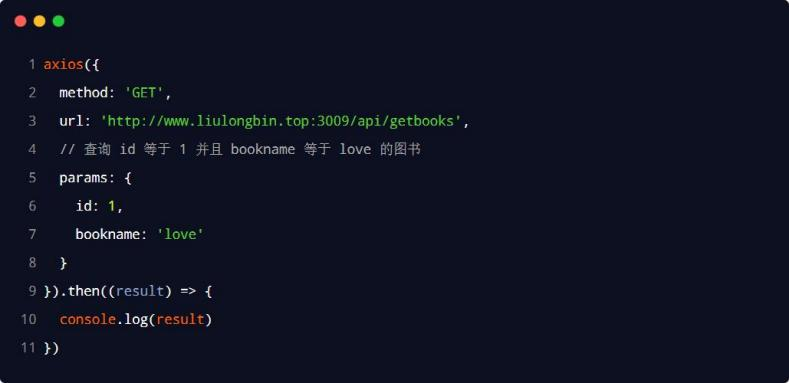 1 axios({
2   method: 'GET',
3   url: 'http://www.liulongbin.top:3009/api/getbooks',
4   // 查询 id 等于 1 并且 bookname 等于 love 的图书
5   params: {
6     id: 1,
7     bookname: 'love'
8   }
9 }).then((result) => {
10   console.log(result)
11 })